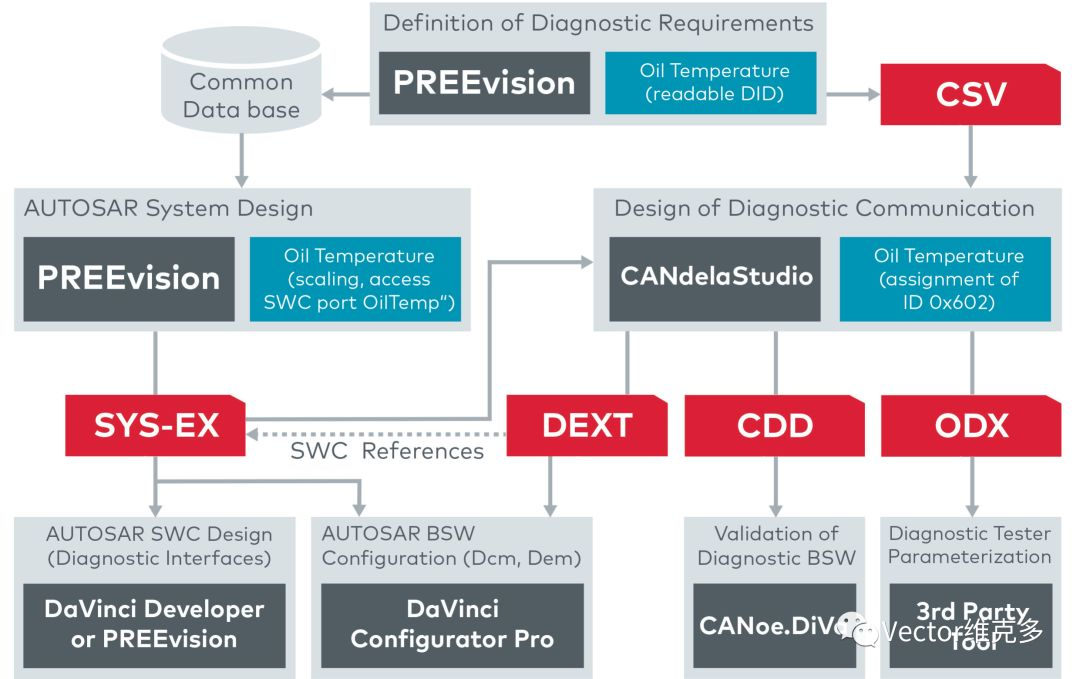 Definition of Diagnostic Requirements
PREEvision
Oil Temperature
(readable DID)
Common
Data base
CSV
AUTOSAR System Design
PREEvision
Oil Temperature
(scaling, access
SWC port OilTemp“)
Design of Diagnostic Communication
CANdelaStudio
Oil Temperature
(assignment of
ID 0x602)
SYS-EX
DEXT
CDD
ODX
SWC References
AUTOSAR SWC Design
(Diagnostic Interfaces)
DaVinci Developer
or PREEvision
AUTOSAR BSW
Configuration (Dcm, Dem)
DaVinci
Configurator Pro
Validation of
Diagnostic BSW
CANoe.DiVa
Diagnostic Tester
Parameterization
3rd Party
Tool
Vector维克多